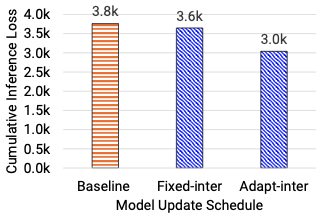 Cumulative Inference Loss
4.0k
3.5k
3.0k
2.5k
2.0k
1.5k
1.0k
0.5k
0.0k
3.8k
3.6k
3.0k
Baseline
Fixed-inter
Adapt-inter
Model Update Schedule